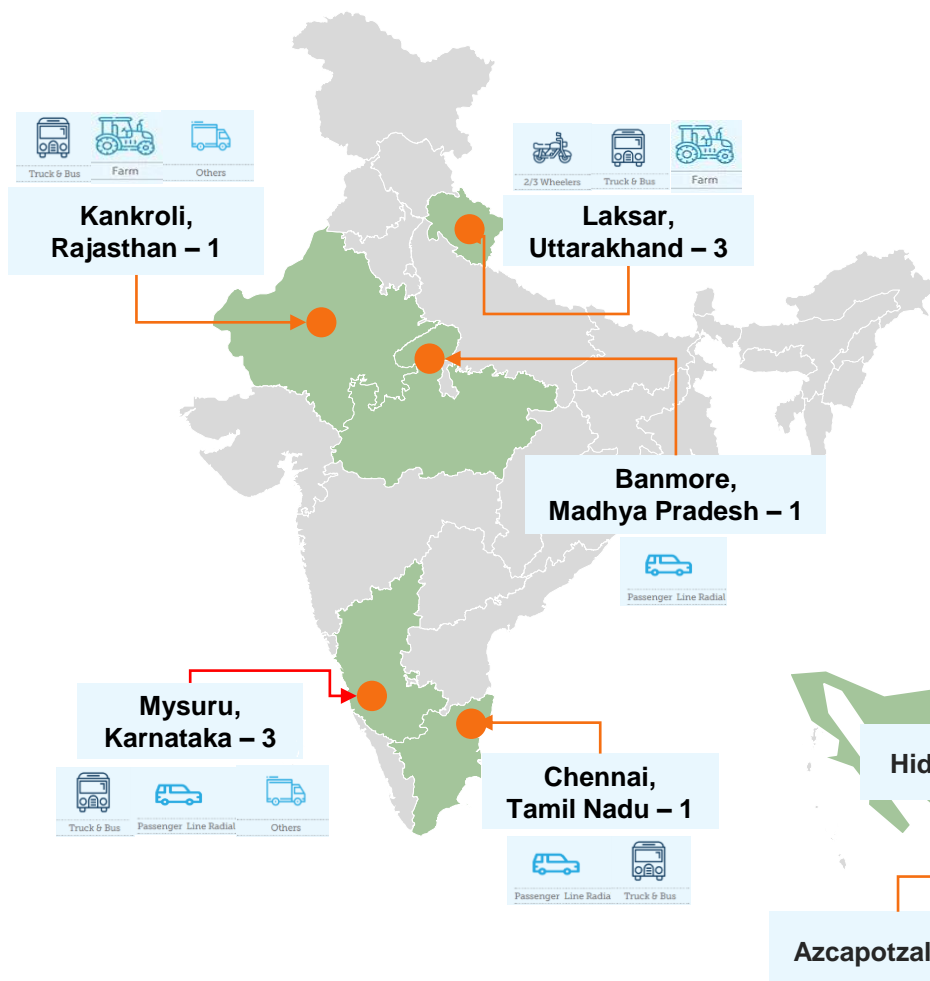 Truck & Bus
Farm
Others
Kankroli,
Rajasthan – 1
2/3 Wheelers
Truck & Bus
Farm
Laksar,
Uttarakhand – 3
Banmore,
Madhya Pradesh – 1
Passenger Line Radial
Mysuru,
Karnataka – 3
Truck & Bus
Passenger Line Radial
Others
Chennai,
Tamil Nadu – 1
Passenger Line Radia
Truck & Bus
Hid
Azcapotzal